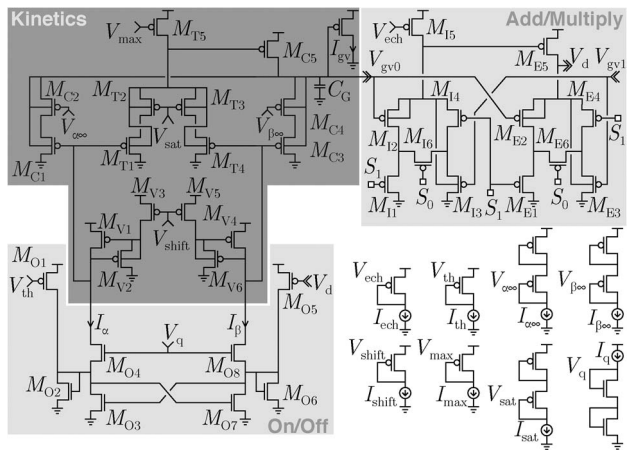 Kinetics
Add/Multiply
V_max
M_T5
M_C5
I_gv
V_ech
M_I5
M_E5
V_d
V_gv0
V_gv1
M_C2
V_α∞
M_T2
M_T3
V_sat
V_β∞
C_G
M_C4
M_C3
M_C1
M_T1
M_T4
M_I4
M_E4
M_I2
M_I6
M_E2
M_E6
S_1
S_1
S_0
S_1
S_0
M_I1
M_I3
M_E1
M_E3
M_V3
M_V5
M_V1
M_V4
V_shift
M_V2
M_V6
M_O1
V_th
V_d
M_O5
I_α
V_q
I_β
M_O4
M_O8
M_O2
M_O3
M_O7
M_O6
On/Off
V_ech
I_ech
V_th
I_th
V_α∞
I_α∞
V_β∞
I_β∞
V_shift
I_shift
V_max
I_max
V_sat
I_sat
I_q
V_q